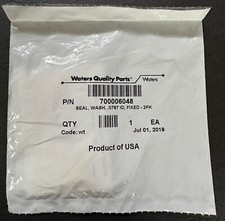 Waters Quality Parts™ Waters
P/N 700006048
SEAL, WASH, .0787 ID, FIXED - 2PK
QTY 1 EA
Code: wt Jul 01, 2019
Product of USA